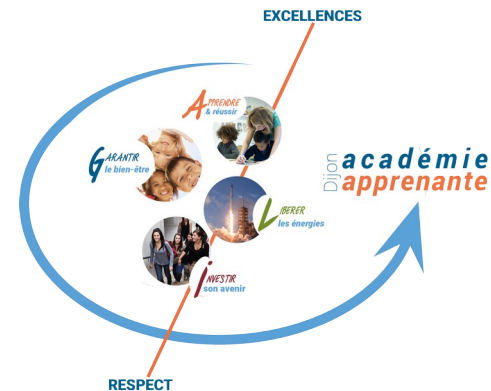 EXCELLENCES
APPRENDRE
& réussir
GARANTIR
le bien-être
Dijon
académie
apprenante
LIBERER
les énergies
INVESTIR
son avenir
RESPECT